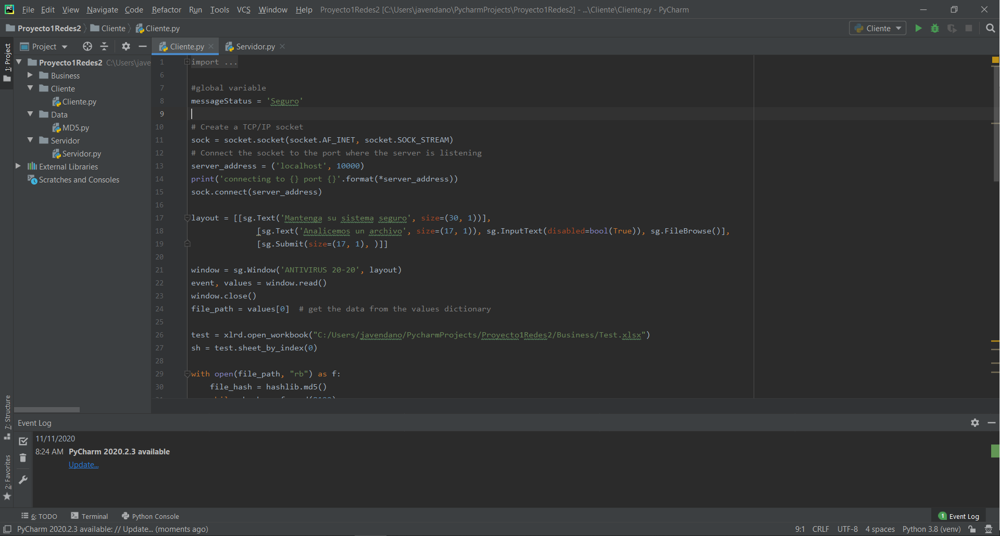 File Edit View Navigate Code Refactor Run Tools VCS Window Help Proyecto1Redes2 [C:\Users\javendano\PycharmProjects\Proyecto1Redes2] - ...\Cliente\Cliente.py - PyCharm
Proyecto1Redes2 Cliente Cliente.py Cliente
1: Project
Project
Cliente.py Servidor.py
Proyecto1Redes2 C:\Users\jave
Business
Cliente
Cliente.py
Data
MD5.py
Servidor
Servidor.py
External Libraries
Scratches and Consoles
1 import ...
6
7 #global variable
8 messageStatus = 'Seguro'
9
10 # Create a TCP/IP socket
11 sock = socket.socket(socket.AF_INET, socket.SOCK_STREAM)
12 # Connect the socket to the port where the server is listening
13 server_address = ('localhost', 10000)
14 print('connecting to {} port {}'.format(*server_address))
15 sock.connect(server_address)
16
17 layout = [[sg.Text('Mantenga su sistema seguro', size=(30, 1))],
18 [sg.Text('Analicemos un archivo', size=(17, 1)), sg.InputText(disabled=bool(True)), sg.FileBrowse()],
19 [sg.Submit(size=(17, 1), )]]
20
21 window = sg.Window('ANTIVIRUS 20-20', layout)
22 event, values = window.read()
23 window.close()
24 file_path = values[0] # get the data from the values dictionary
25
26 test = xlrd.open_workbook("C:/Users/javendano/PycharmProjects/Proyecto1Redes2/Business/Test.xlsx")
27 sh = test.sheet_by_index(0)
28
29 with open(file_path, "rb") as f:
30 file_hash = hashlib.md5()
7: Structure
2: Favorites
Event Log
11/11/2020
8:24 AM PyCharm 2020.2.3 available
Update...
6: TODO Terminal Python Console 1 Event Log
PyCharm 2020.2.3 available: // Update... (moments ago) 9:1 CRLF UTF-8 4 spaces Python 3.8 (venv)